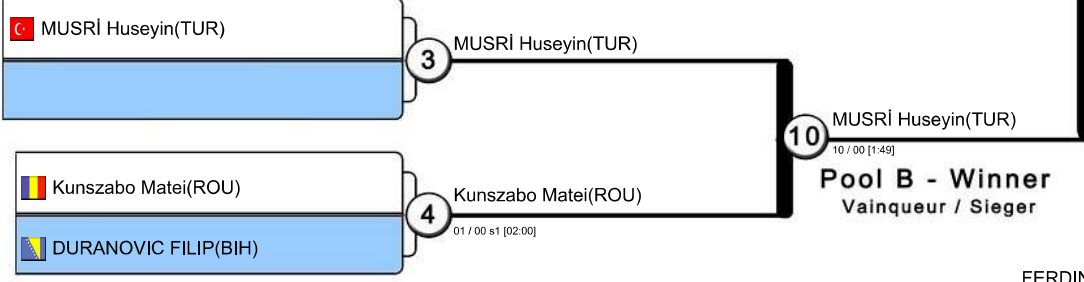 MUSRİ Huseyin(TUR)
3
MUSRİ Huseyin(TUR)
10
MUSRİ Huseyin(TUR)
10 / 00 [1:49]
Pool B - Winner
Vainqueur / Sieger
Kunszabo Matei(ROU)
4
Kunszabo Matei(ROU)
01 / 00 s1 [02:00]
DURANOVIC FILIP(BIH)